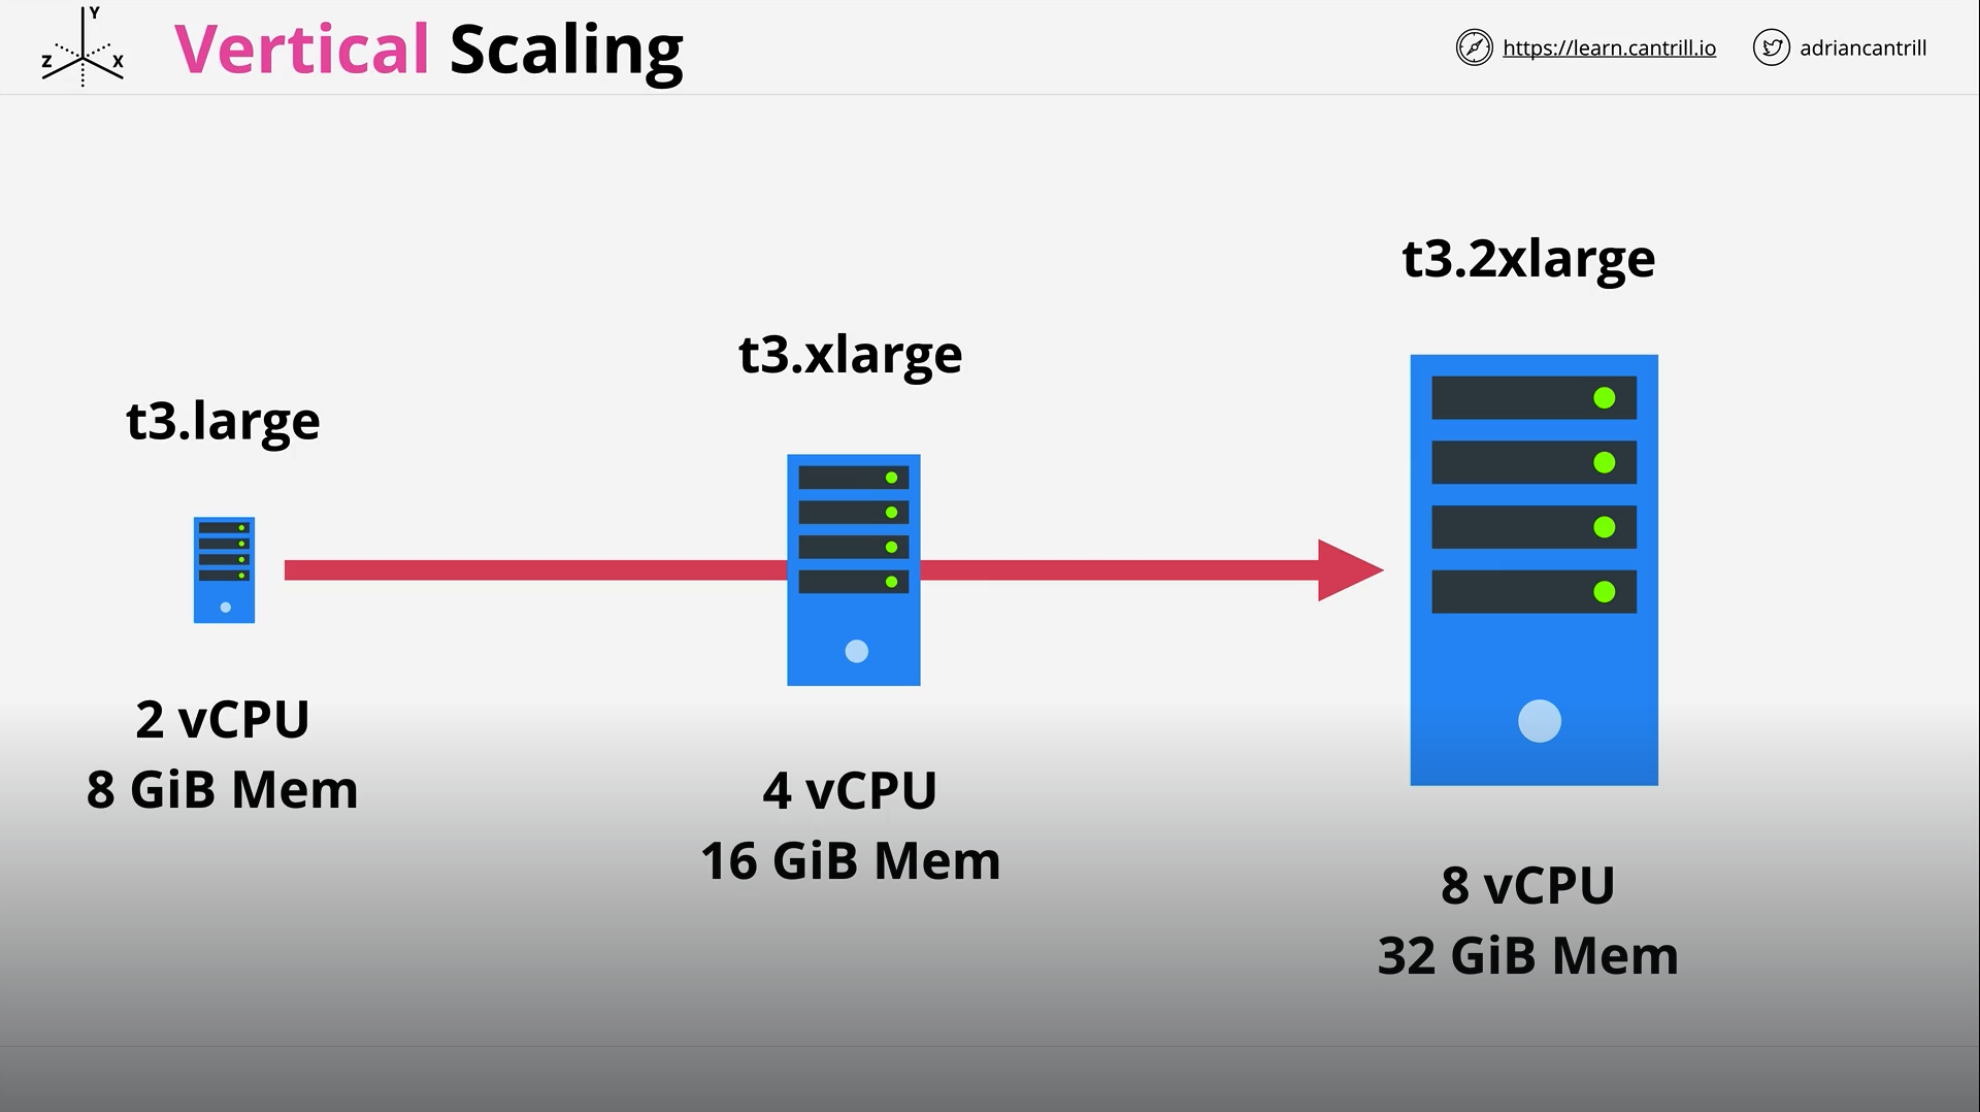 Y
Z
X
Vertical Scaling
https://learn.cantrill.io
adriancantrill
t3.large
2 vCPU
8 GiB Mem
t3.xlarge
4 vCPU
16 GiB Mem
t3.2xlarge
8 vCPU
32 GiB Mem